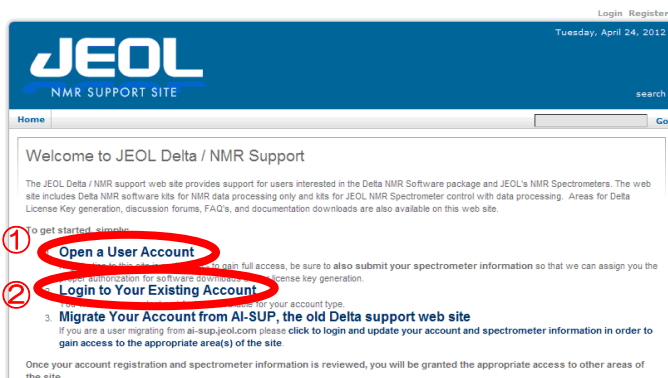 Login Register
Tuesday, April 24, 2012
JEOL
NMR SUPPORT SITE
search
Home
Go
Welcome to JEOL Delta / NMR Support
The JEOL Delta / NMR support web site provides support for users interested in the Delta NMR Software package and JEOL's NMR Spectrometers. The web
site includes Delta NMR software kits for NMR data processing only and kits for JEOL NMR Spectrometer control with data processing. Areas for Delta
License Key generation, discussion forums, FAQ's, and documentation downloads are also available on this web site.
To get started, simply
①
Open a User Account
to gain full access, be sure to also submit your spectrometer information so that we can assign you the
authorization for software downloads license key generation.
②
2. Login to Your Existing Account
for your account type.
3. Migrate Your Account from AI-SUP, the old Delta support web site
If you are a user migrating from ai-sup.jeol.com please click to login and update your account and spectrometer information in order to
gain access to the appropriate area(s) of the site.
Once your account registration and spectrometer information is reviewed, you will be granted the appropriate access to other areas of
the site